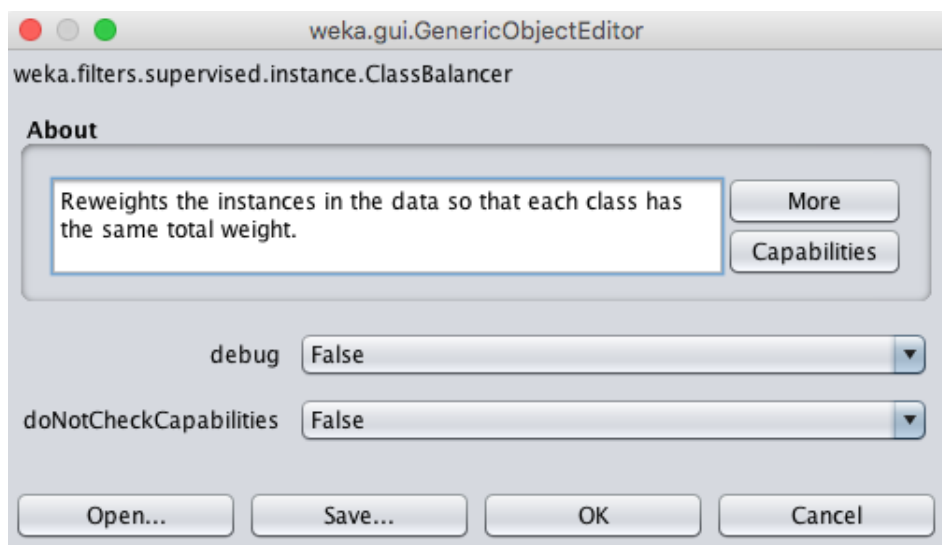 weka.gui.GenericObjectEditor
weka.filters.supervised.instance.ClassBalancer
About
Reweights the instances in the data so that each class has
the same total weight.
More
Capabilities
debug False
doNotCheckCapabilities False
Open... Save... OK Cancel